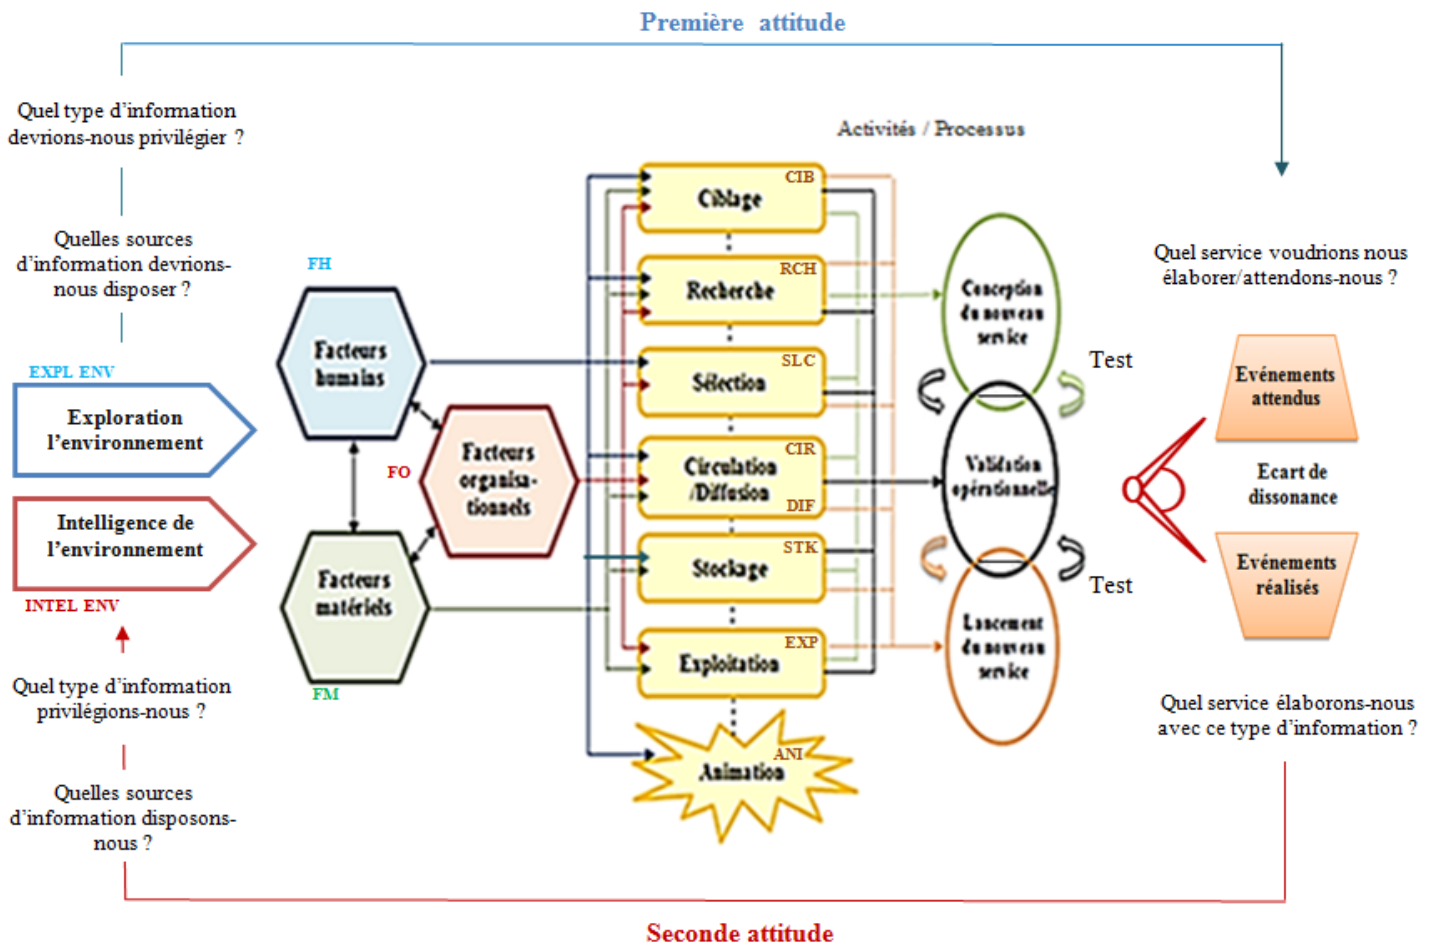 Première attitude
Quel type d'information
devrions-nous privilégier ?
Quelles sources
d'information devrions-
nous disposer ?
EXPL ENV
Exploration
l'environnement
Intelligence de
l'environnement
INTEL ENV
Quel type d'information
privilégions-nous ?
Quelles sources
d'information disposons-
nous ?
FH
Facteurs
humains
FO
Facteurs
organisa-
tionnels
Facteurs
matériels
FM
Activités / Processus
CIB
Ciblage
RCH
Recherche
SLC
Sélection
CIR
Circulation
/Diffusion
DIF
STK
Stockage
EXP
Exploitation
ANI
Animation
Conception
du nouveau
service
Test
Validation
opérationnelle
Test
Lancement
du nouveau
service
Quel service voudrions nous
élaborer/attendons-nous ?
Evénements
attendus
Ecart de
dissonance
Evénements
réalisés
Quel service élaborons-nous
avec ce type d'information ?
Seconde attitude